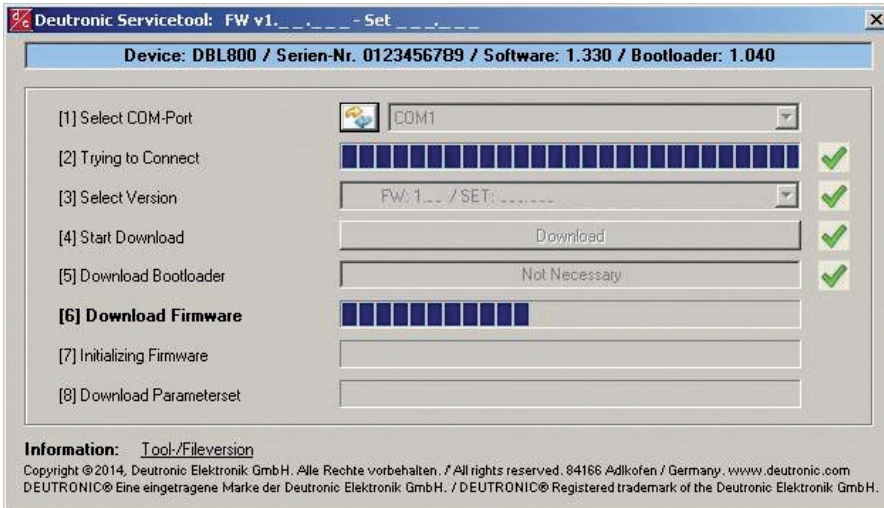 d/e Deutronic Servicetool: FW v1._ _ ._ _ _ - Set _ _ _._ _ _
Device: DBL800 / Serien-Nr. 0123456789 / Software: 1.330 / Bootloader: 1.040
[1] Select COM-Port
COM1
[2] Trying to Connect
[3] Select Version
FW: 1._ _ / SET: _ _ _._ _ _
[4] Start Download
Download
[5] Download Bootloader
Not Necessary
[6] Download Firmware
[7] Initializing Firmware
[8] Download Parameterset
Information: Tool-/Fileversion
Copyright ©2014, Deutronic Elektronik GmbH. Alle Rechte vorbehalten. / All rights reserved. 84166 Adlkofen / Germany. www.deutronic.com
DEUTRONIC® Eine eingetragene Marke der Deutronic Elektronik GmbH. / DEUTRONIC® Registered trademark of the Deutronic Elektronik GmbH.